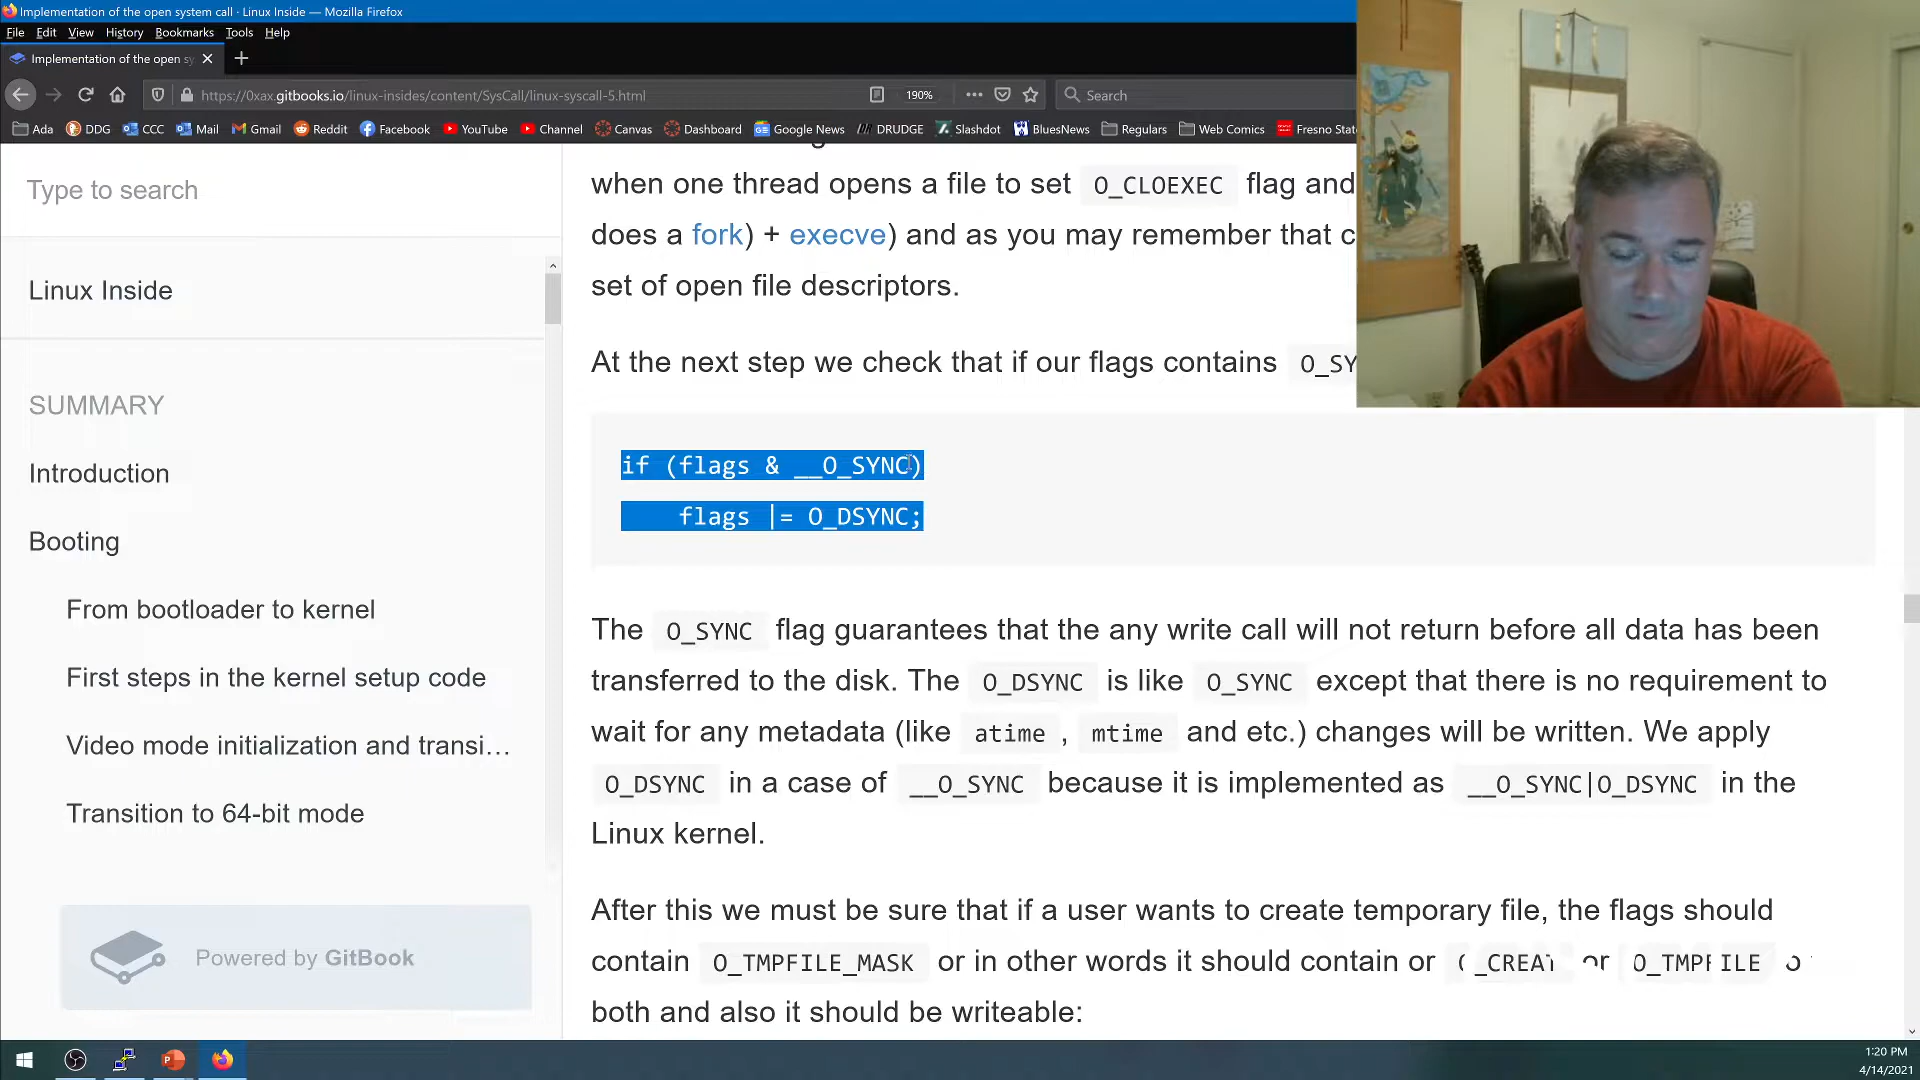 Implementation of the open system call · Linux Inside — Mozilla Firefox
File Edit View History Bookmarks Tools Help
Implementation of the open sy
https://0xax.gitbooks.io/linux-insides/content/SysCall/linux-syscall-5.html 190% Search
Ada DDG CCC Mail Gmail Reddit Facebook YouTube Channel Canvas Dashboard Google News DRUDGE Slashdot BluesNews Regulars Web Comics Fresno Stat
Type to search
Linux Inside
SUMMARY
Introduction
Booting
From bootloader to kernel
First steps in the kernel setup code
Video mode initialization and transi...
Transition to 64-bit mode
Powered by GitBook
when one thread opens a file to set O_CLOEXEC flag and
does a fork) + execve) and as you may remember that c
set of open file descriptors.
At the next step we check that if our flags contains O_SY
if (flags & __O_SYNC)
flags |= O_DSYNC;
The O_SYNC flag guarantees that the any write call will not return before all data has been
transferred to the disk. The O_DSYNC is like O_SYNC except that there is no requirement to
wait for any metadata (like atime , mtime and etc.) changes will be written. We apply
O_DSYNC in a case of __O_SYNC because it is implemented as __O_SYNC|O_DSYNC in the
Linux kernel.
After this we must be sure that if a user wants to create temporary file, the flags should
contain O_TMPFILE_MASK or in other words it should contain or O_CREAT or O_TMPFILE
both and also it should be writeable:
1:20 PM
4/14/2021